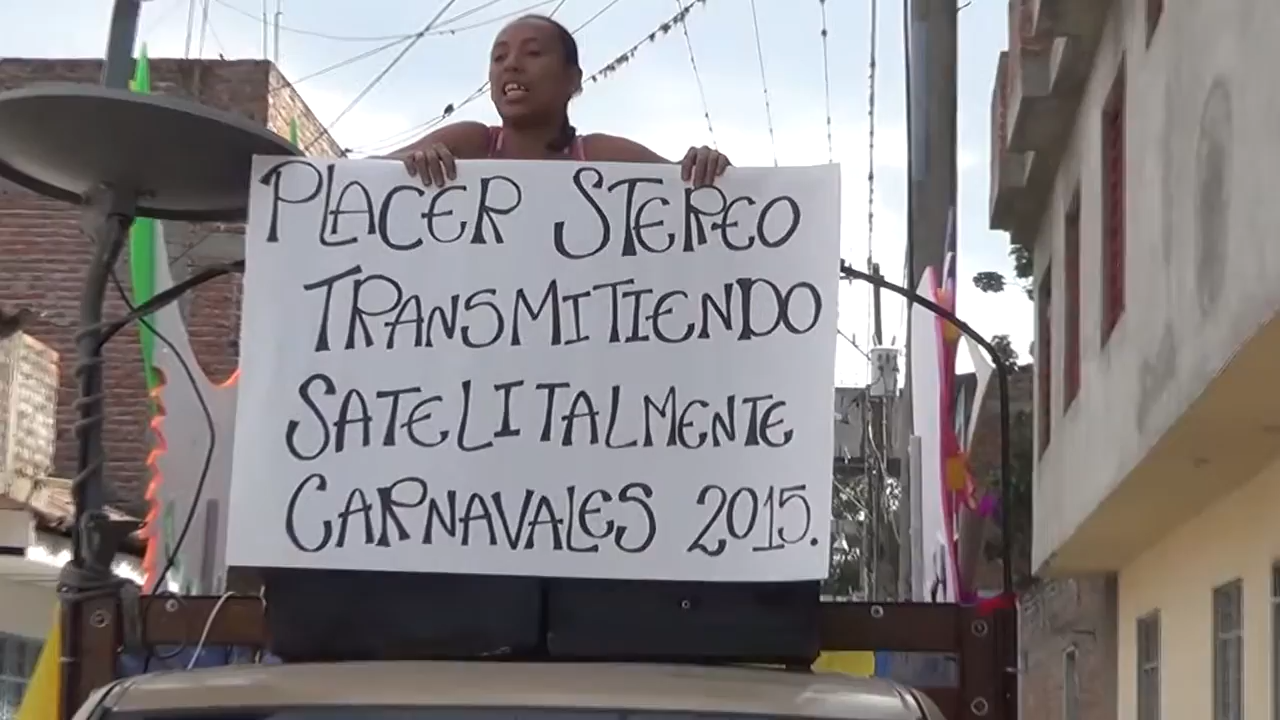 PLACER STEREO
TRANSMITIENDO
SATELITALMENTE
CARNAVALES 2015.